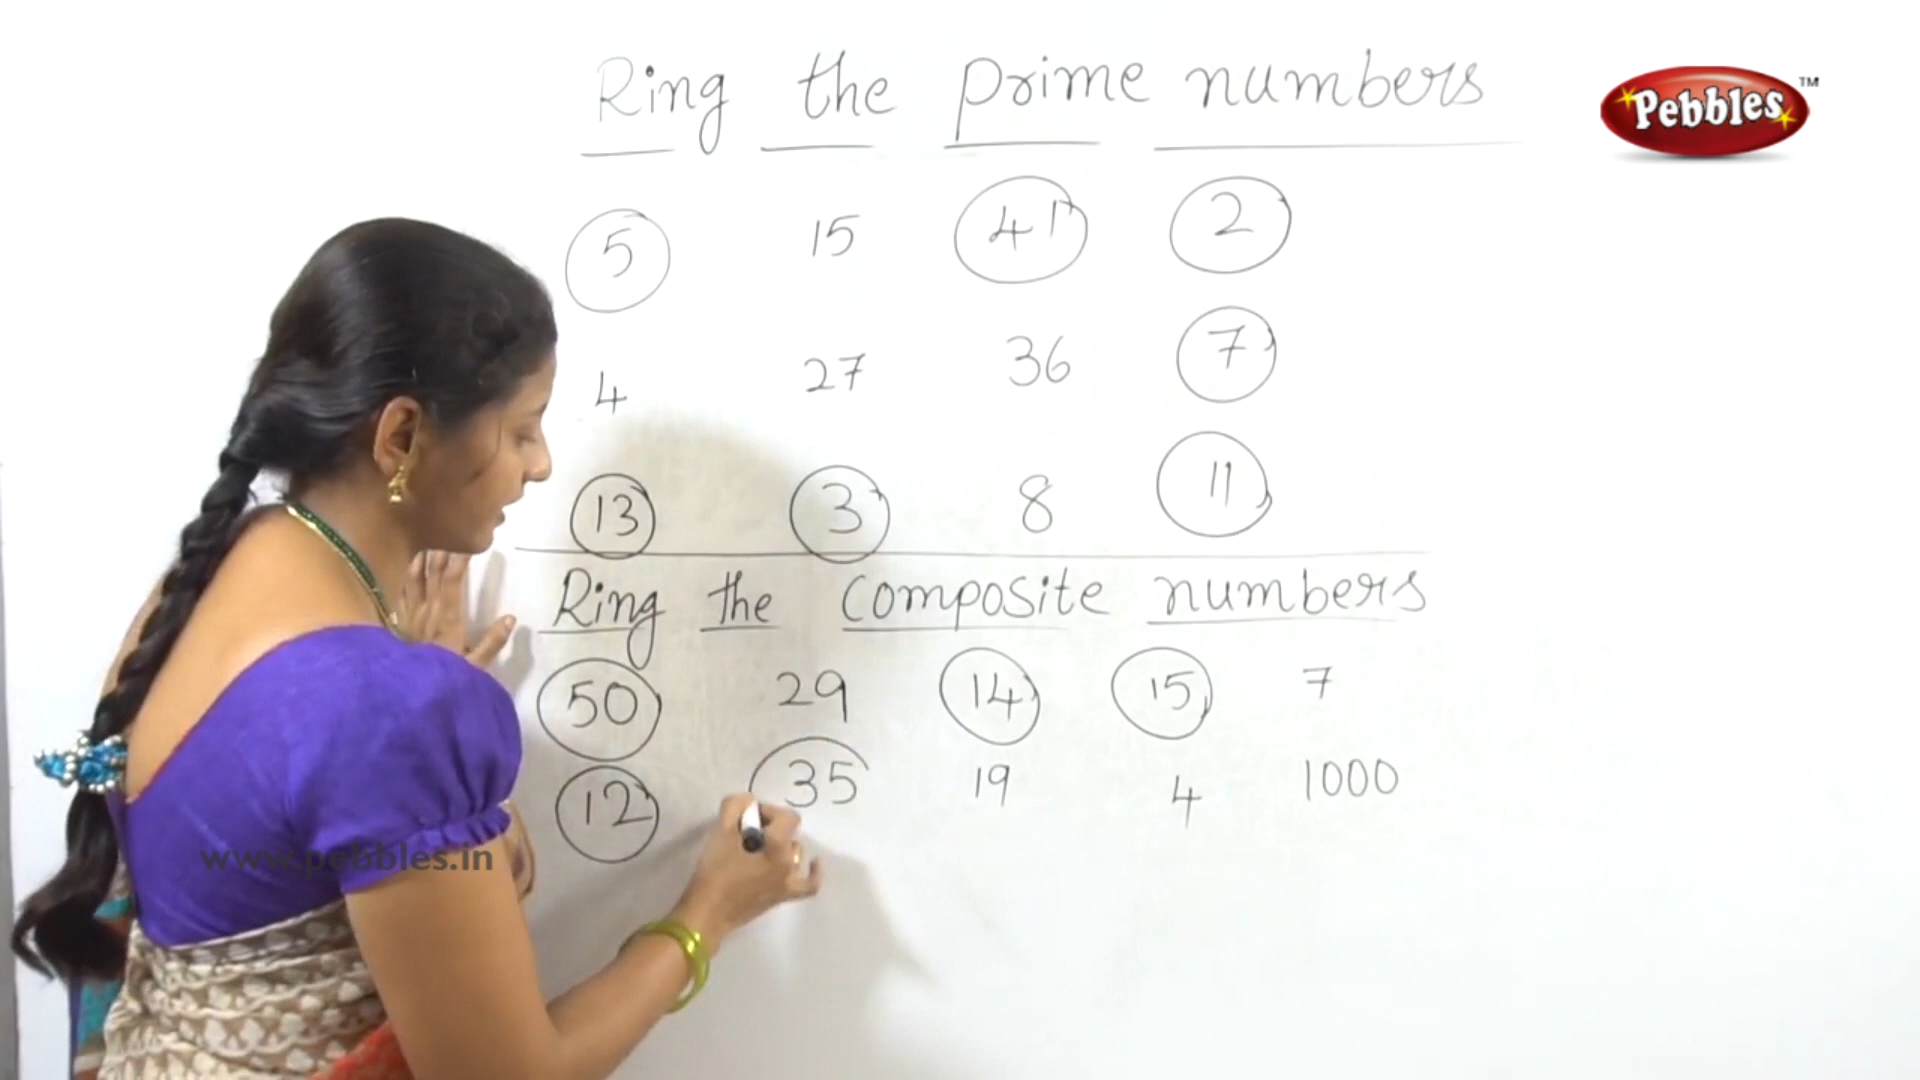 Ring the prime numbers
Pebbles™
5 15 41 2
4 27 36 7
13 3 8 11
Ring the composite numbers
50 29 14 15 7
12 35 19 4 1000
www.pebbles.in